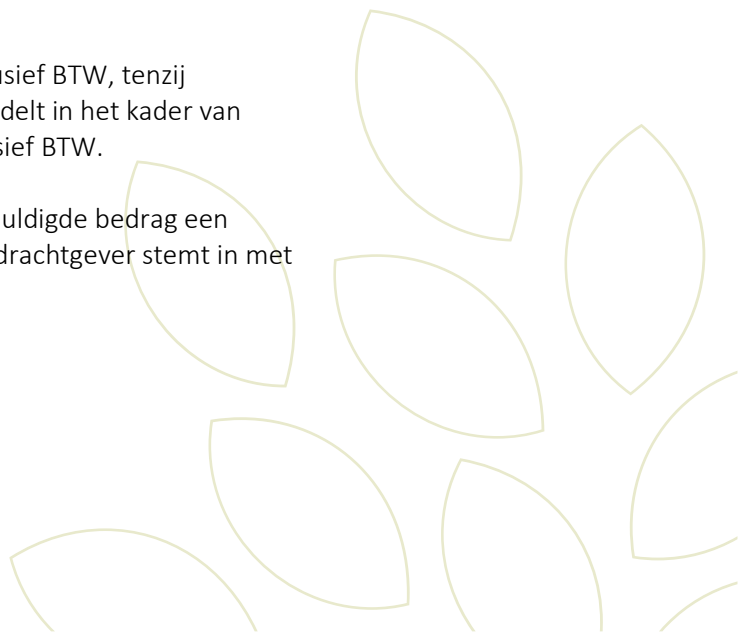 usief BTW, tenzij
delt in het kader van
sief BTW.
uldigde bedrag een
drachtgever stemt in met